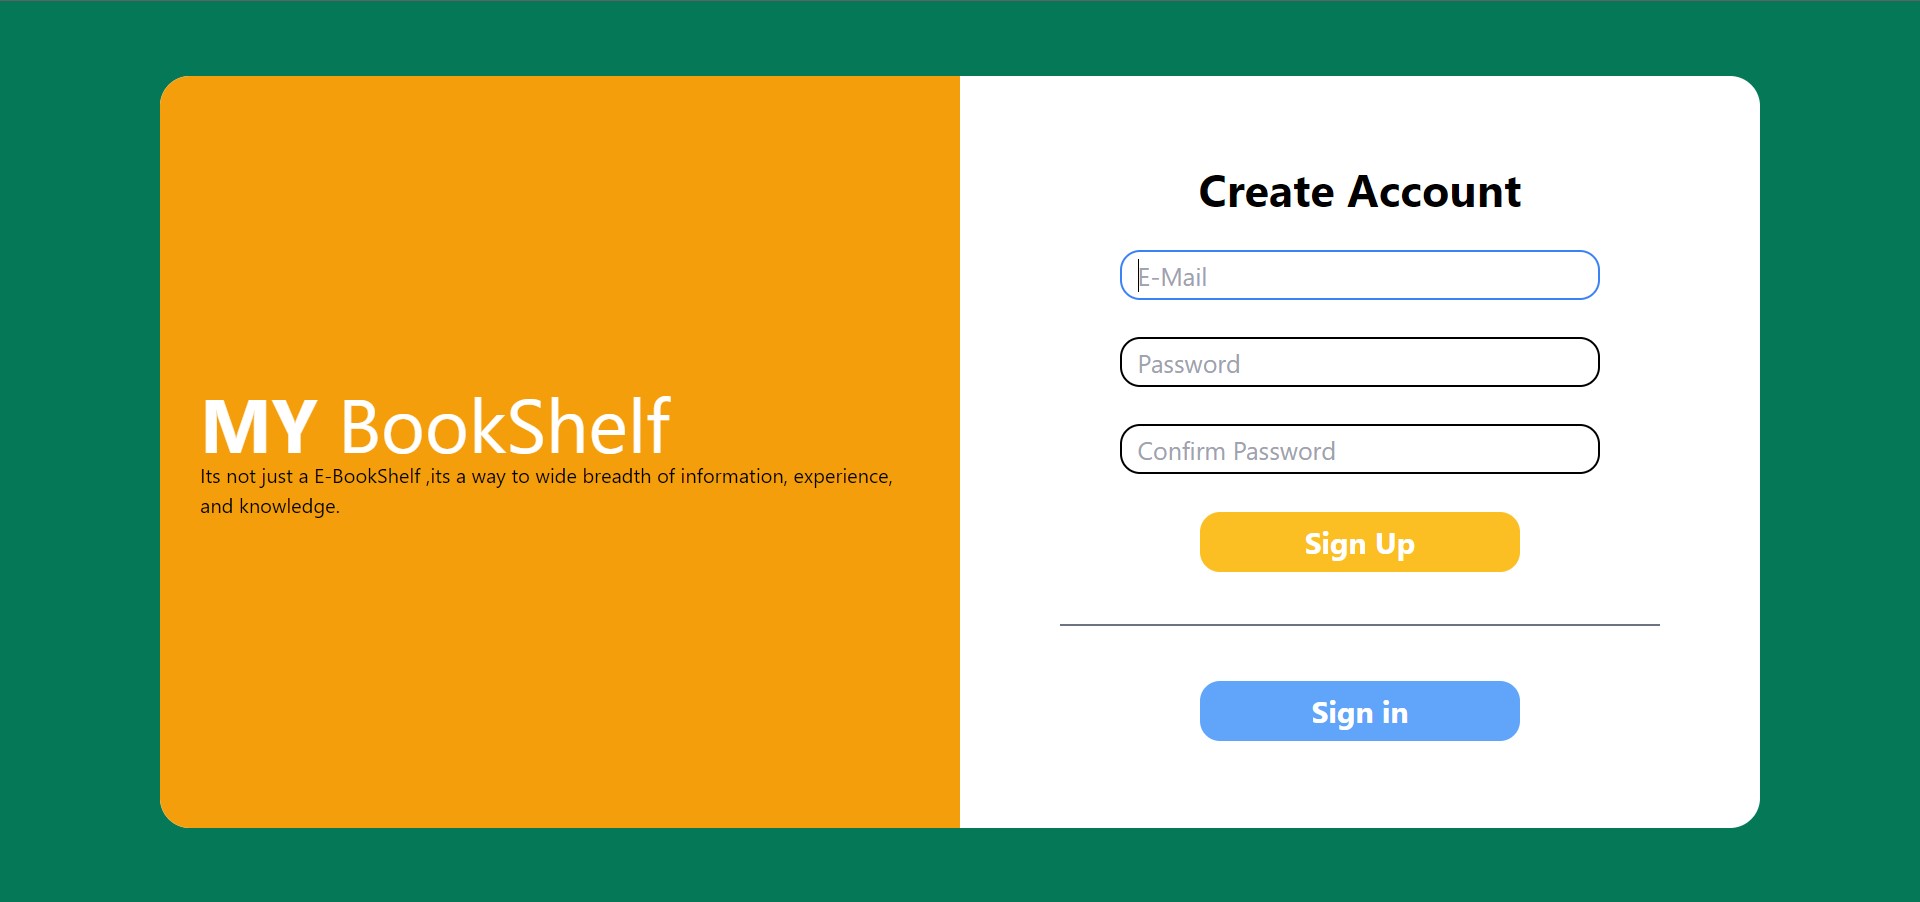 MY BookShelf
Its not just a E-BookShelf ,its a way to wide breadth of information, experience,
and knowledge.
Create Account
E-Mail
Password
Confirm Password
Sign Up
Sign in